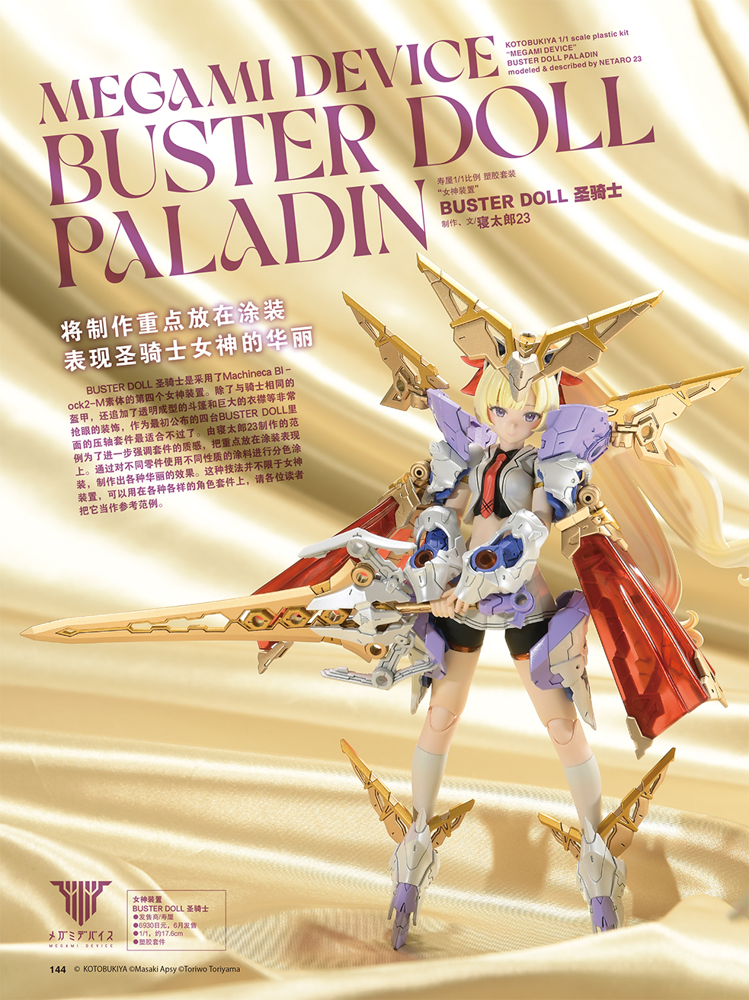 MEGAMI DEVICE
BUSTER DOLL
PALADIN
KOTOBUKIYA 1/1 scale plastic kit
“MEGAMI DEVICE”
BUSTER DOLL PALADIN
modeled & described by NETARO 23
寿屋1/1比例 塑胶套装
“女神装置”
BUSTER DOLL 圣骑士
制作、文/寝太郎23
将制作重点放在涂装
表现圣骑士女神的华丽
BUSTER DOLL 圣骑士是采用了Machineca Bl-
ock2-M素体的第四个女神装置。除了与骑士相同的
盔甲，还追加了透明成型的斗篷和巨大的衣襟等非常
抢眼的装饰，作为最初公布的四台BUSTER DOLL里
面的压轴套件最适合不过了。由寝太郎23制作的范
例为了进一步强调套件的质感，把重点放在涂装表现
上。通过对不同零件使用不同性质的涂料进行分色涂
装，制作出各种华丽的效果。这种技法并不限于女神
装置，可以用在各种各样的角色套件上，请各位读者
把它当作参考范例。
メガミデバイス
MEGAMI DEVICE
女神装置
BUSTER DOLL 圣骑士
●发售商/寿屋
●6930日元，6月发售
●1/1，约17.6cm
●塑胶套件
144 © KOTOBUKIYA ©Masaki Apsy ©Toriwo Toriyama